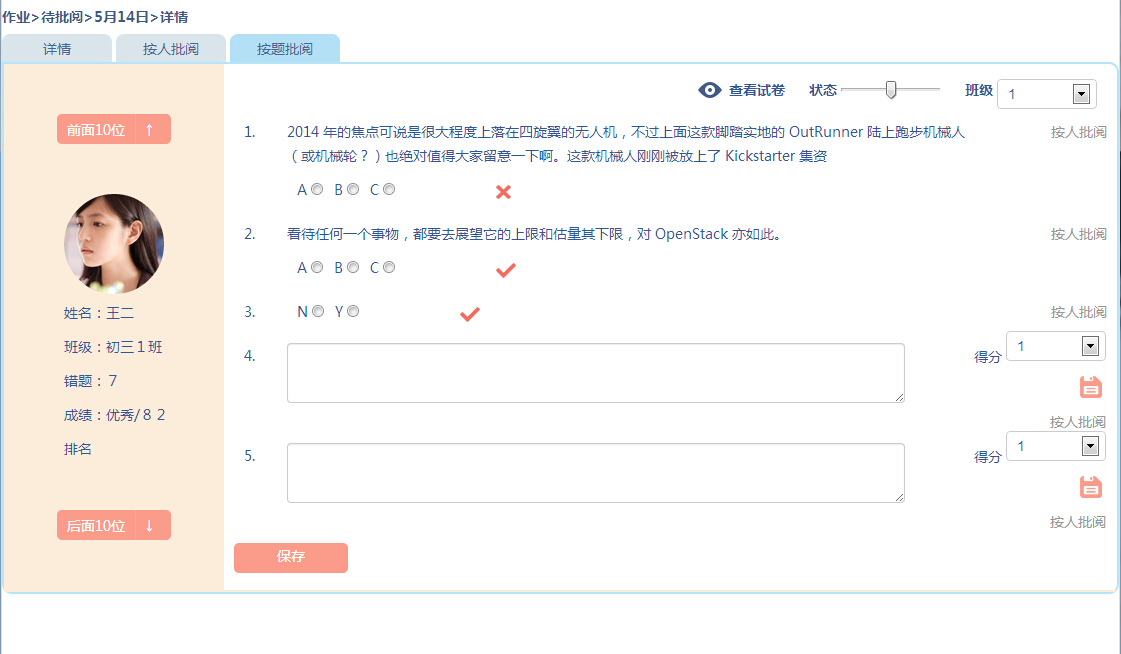 作业>待批阅>5月14日>详情
详情 按人批阅 按题批阅
查看试卷 状态 班级 1
前面10位 ↑
姓名：王二
班级：初三１班
错题：７
成绩：优秀/８２
排名
后面10位 ↓
1. 2014 年的焦点可说是很大程度上落在四旋翼的无人机，不过上面这款脚踏实地的 OutRunner 陆上跑步机械人 按人批阅
（或机械轮？）也绝对值得大家留意一下啊。这款机械人刚刚被放上了 Kickstarter 集资
A B C
2. 看待任何一个事物，都要去展望它的上限和估量其下限，对 OpenStack 亦如此。 按人批阅
A B C
3. N Y 按人批阅
4. 得分 1
按人批阅
5. 得分 1
按人批阅
保存